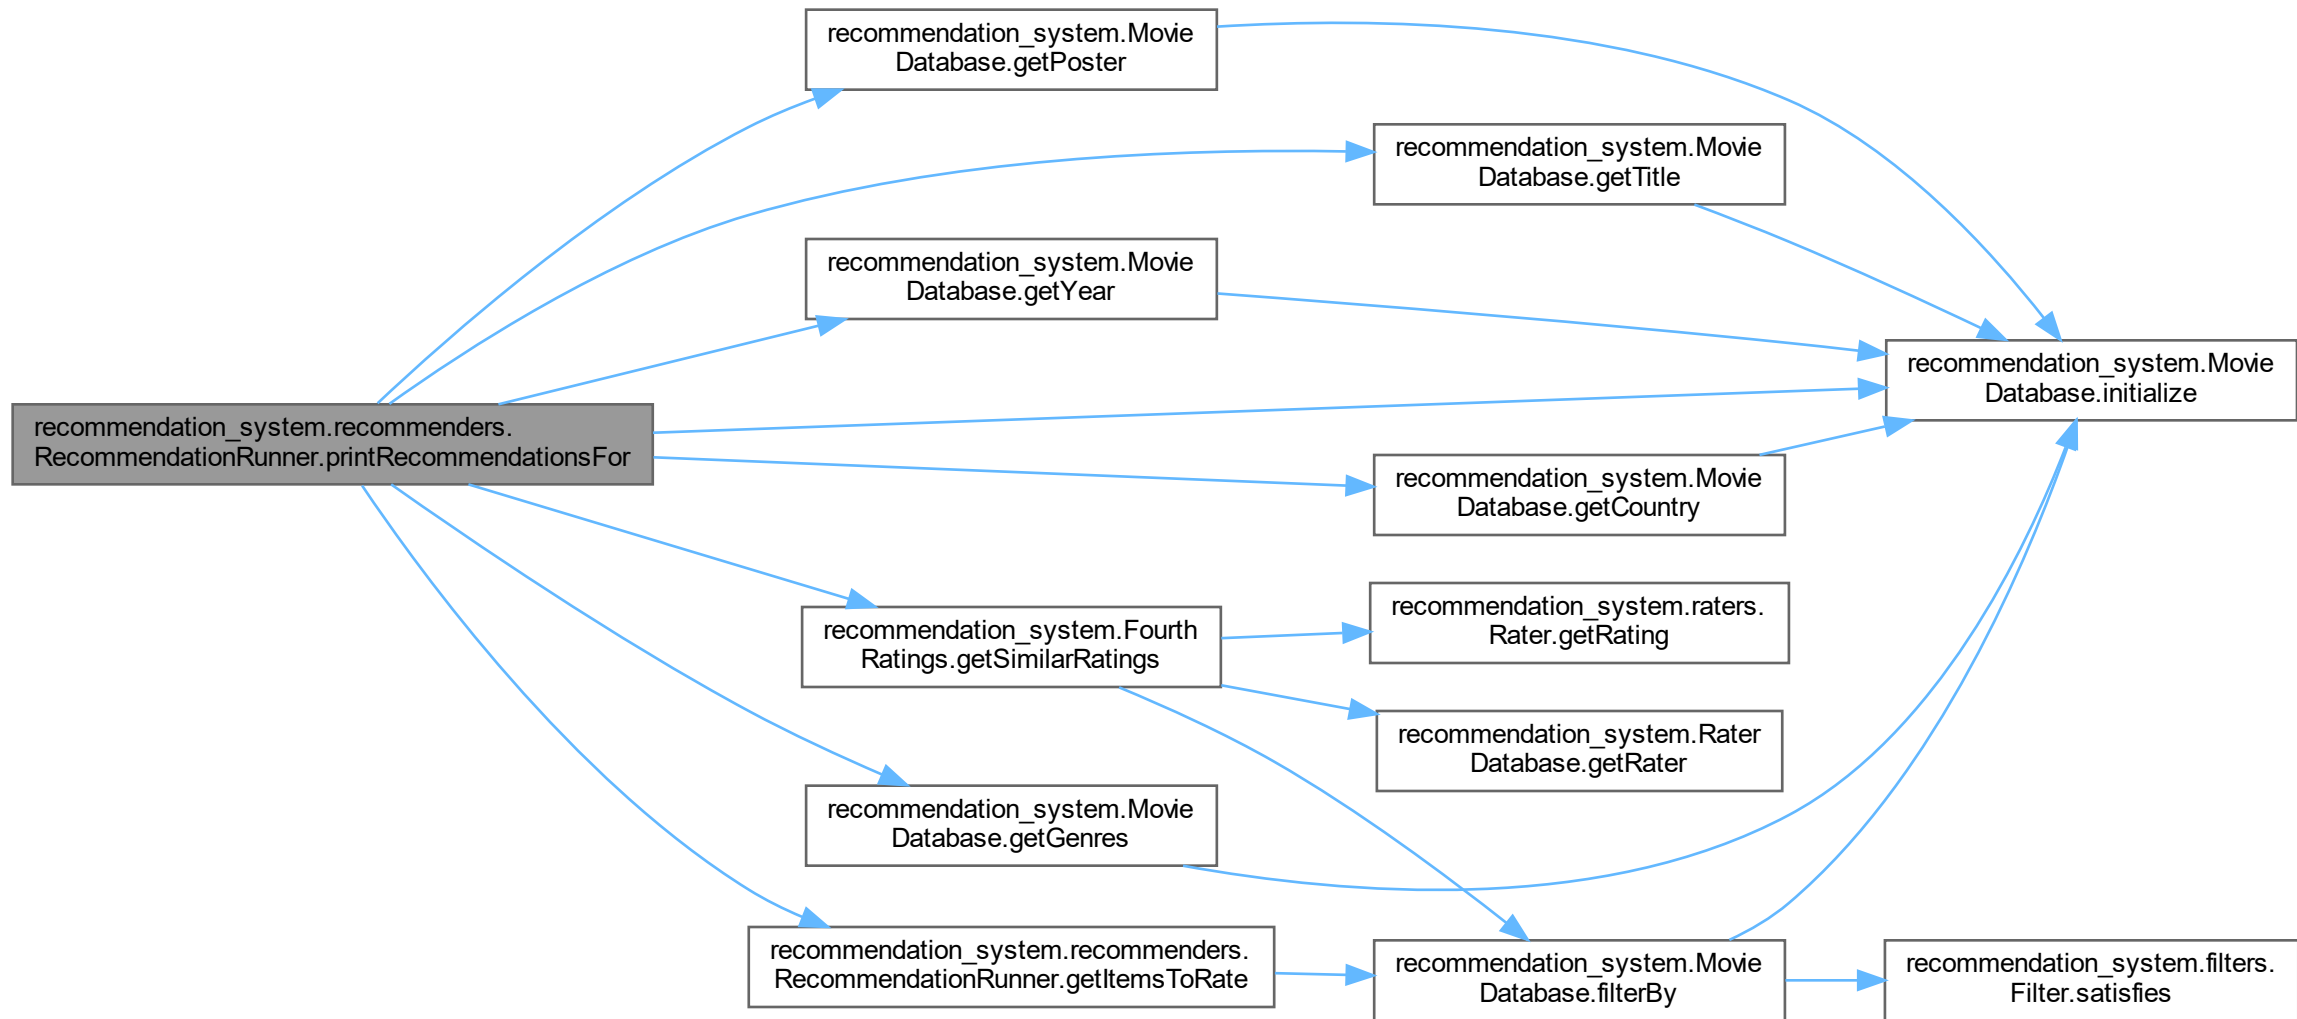 recommendation_system.Movie
Database.getPoster
recommendation_system.Movie
Database.getTitle
recommendation_system.Movie
Database.getYear
recommendation_system.Movie
Database.initialize
recommendation_system.recommenders.
RecommendationRunner.printRecommendationsFor
recommendation_system.Movie
Database.getCountry
recommendation_system.raters.
Rater.getRating
recommendation_system.Fourth
Ratings.getSimilarRatings
recommendation_system.Rater
Database.getRater
recommendation_system.Movie
Database.getGenres
recommendation_system.recommenders.
RecommendationRunner.getItemsToRate
recommendation_system.Movie
Database.filterBy
recommendation_system.filters.
Filter.satisfies